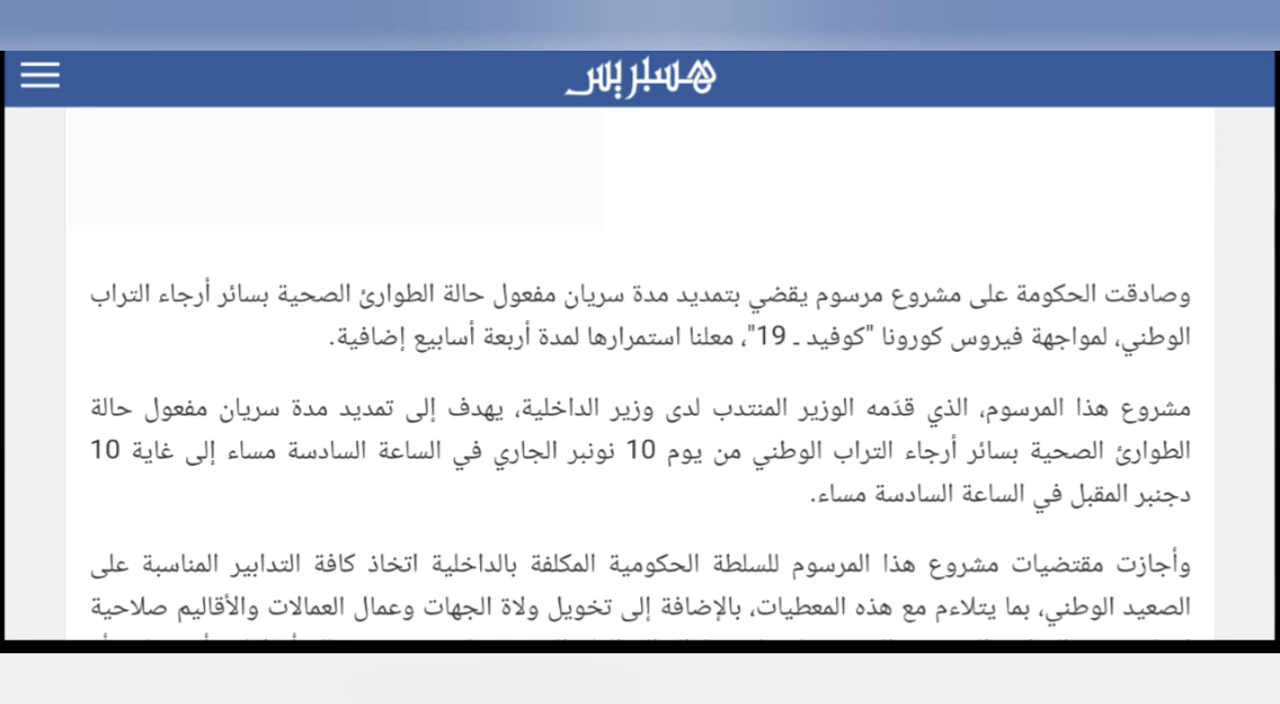 هسبريس
وصادقت الحكومة على مشروع مرسوم يقضي بتمديد مدة سريان مفعول حالة الطوارئ الصحية بسائر أرجاء التراب
الوطني، لمواجهة فيروس كورونا "كوفيد ـ 19"، معلنا استمرارها لمدة أربعة أسابيع إضافية.
مشروع هذا المرسوم، الذي قدّمه الوزير المنتدب لدى وزير الداخلية، يهدف إلى تمديد مدة سريان مفعول حالة
الطوارئ الصحية بسائر أرجاء التراب الوطني من يوم 10 نونبر الجاري في الساعة السادسة مساء إلى غاية 10
دجنبر المقبل في الساعة السادسة مساء.
وأجازت مقتضيات مشروع هذا المرسوم للسلطة الحكومية المكلفة بالداخلية اتخاذ كافة التدابير المناسبة على
الصعيد الوطني، بما يتلاءم مع هذه المعطيات، بالإضافة إلى تخويل ولاة الجهات وعمال العمالات والأقاليم صلاحية